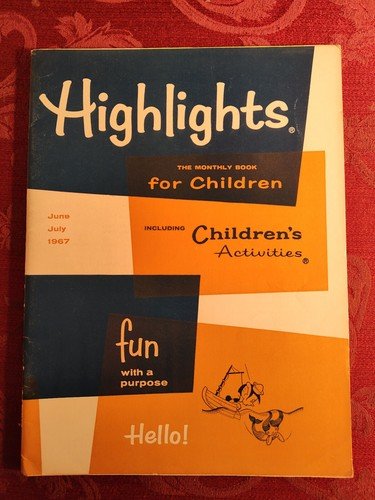 Highlights®
THE MONTHLY BOOK
for Children
June
July
1967
INCLUDING Children's
Activities®
fun
with a
purpose
Hello!